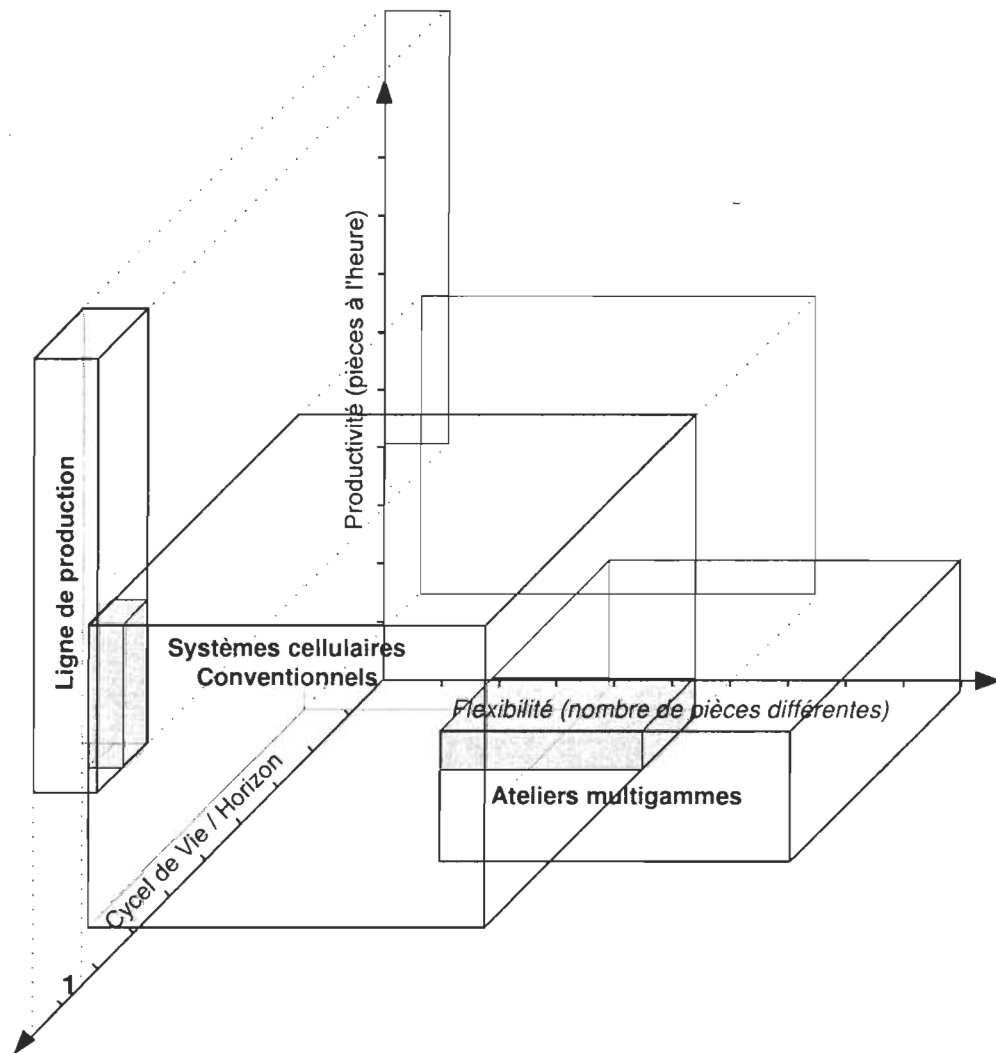 Productivité (pièces à l'heure)
Ligne de production
Systèmes cellulaires
Conventionnels
Flexibilité (nombre de pièces différentes)
Ateliers multigammes
Cycel de Vie / Horizon
1